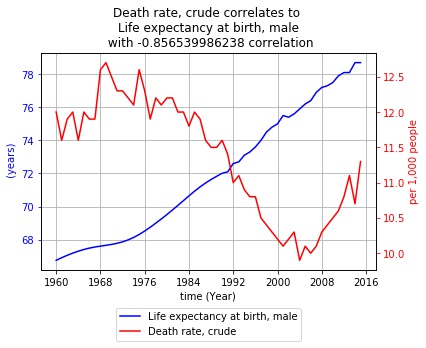 Death rate, crude correlates to
Life expectancy at birth, male
with -0.856539986238 correlation
78
76
74
72
70
68
(years)
12.5
12.0
11.5
11.0
10.5
10.0
per 1,000 people
1960 1968 1976 1984 1992 2000 2008 2016
time (Year)
Life expectancy at birth, male
Death rate, crude